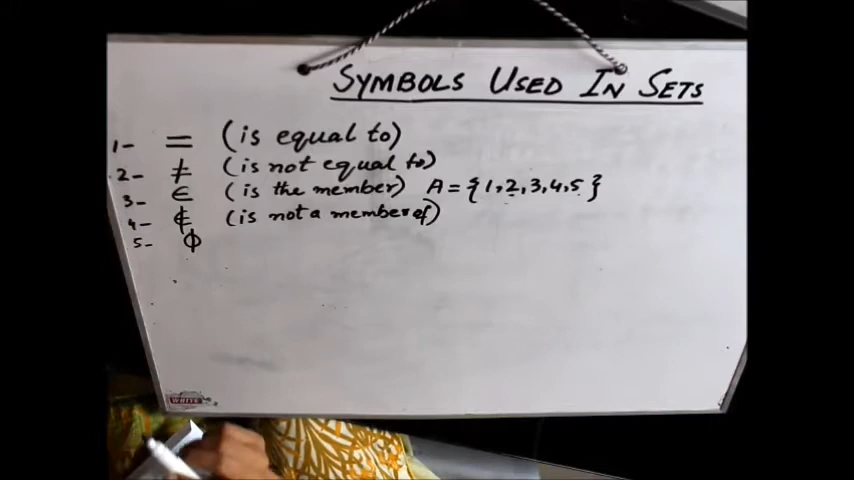 SYMBOLS USED IN SETS
1- = (is equal to)
2- ≠ (is not equal to)
3- ∈ (is the member) A = {1,2,3,4,5}
4- ∉ (is not a member of)
5- ϕ
WHITE